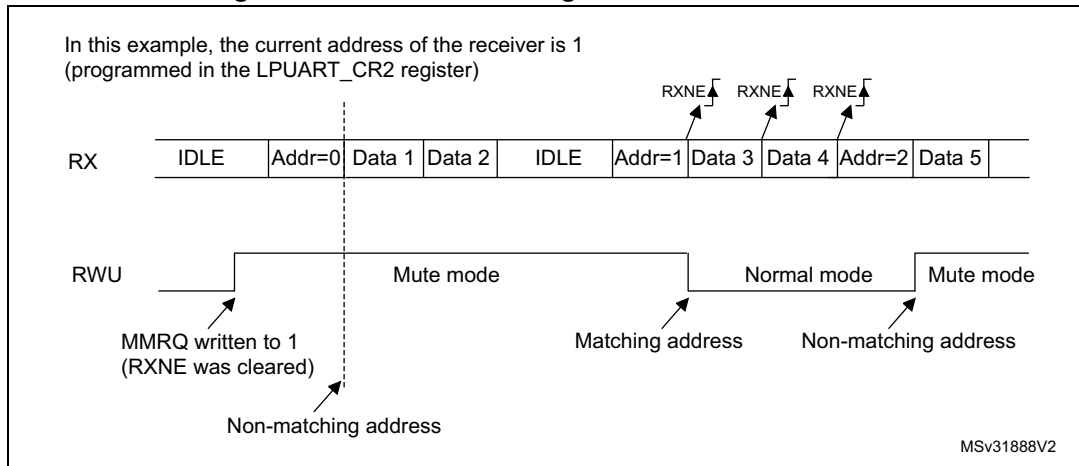 In this example, the current address of the receiver is 1
(programmed in the LPUART_CR2 register)
RXNE RXNE RXNE
RX IDLE Addr=0 Data 1 Data 2 IDLE Addr=1 Data 3 Data 4 Addr=2 Data 5
RWU Mute mode Normal mode Mute mode
MMRQ written to 1 Matching address Non-matching address
(RXNE was cleared)
Non-matching address
MSv31888V2